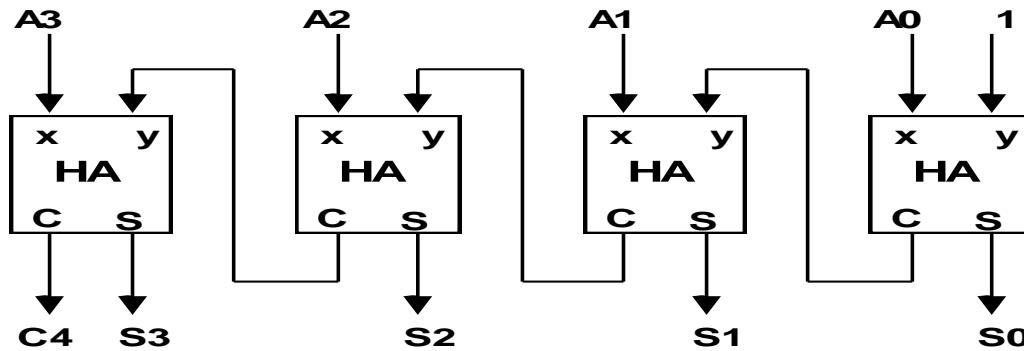 A3 A2 A1 A0 1
x y x y x y x y
HA HA HA HA
C S C S C S C S
C4 S3 S2 S1 S0